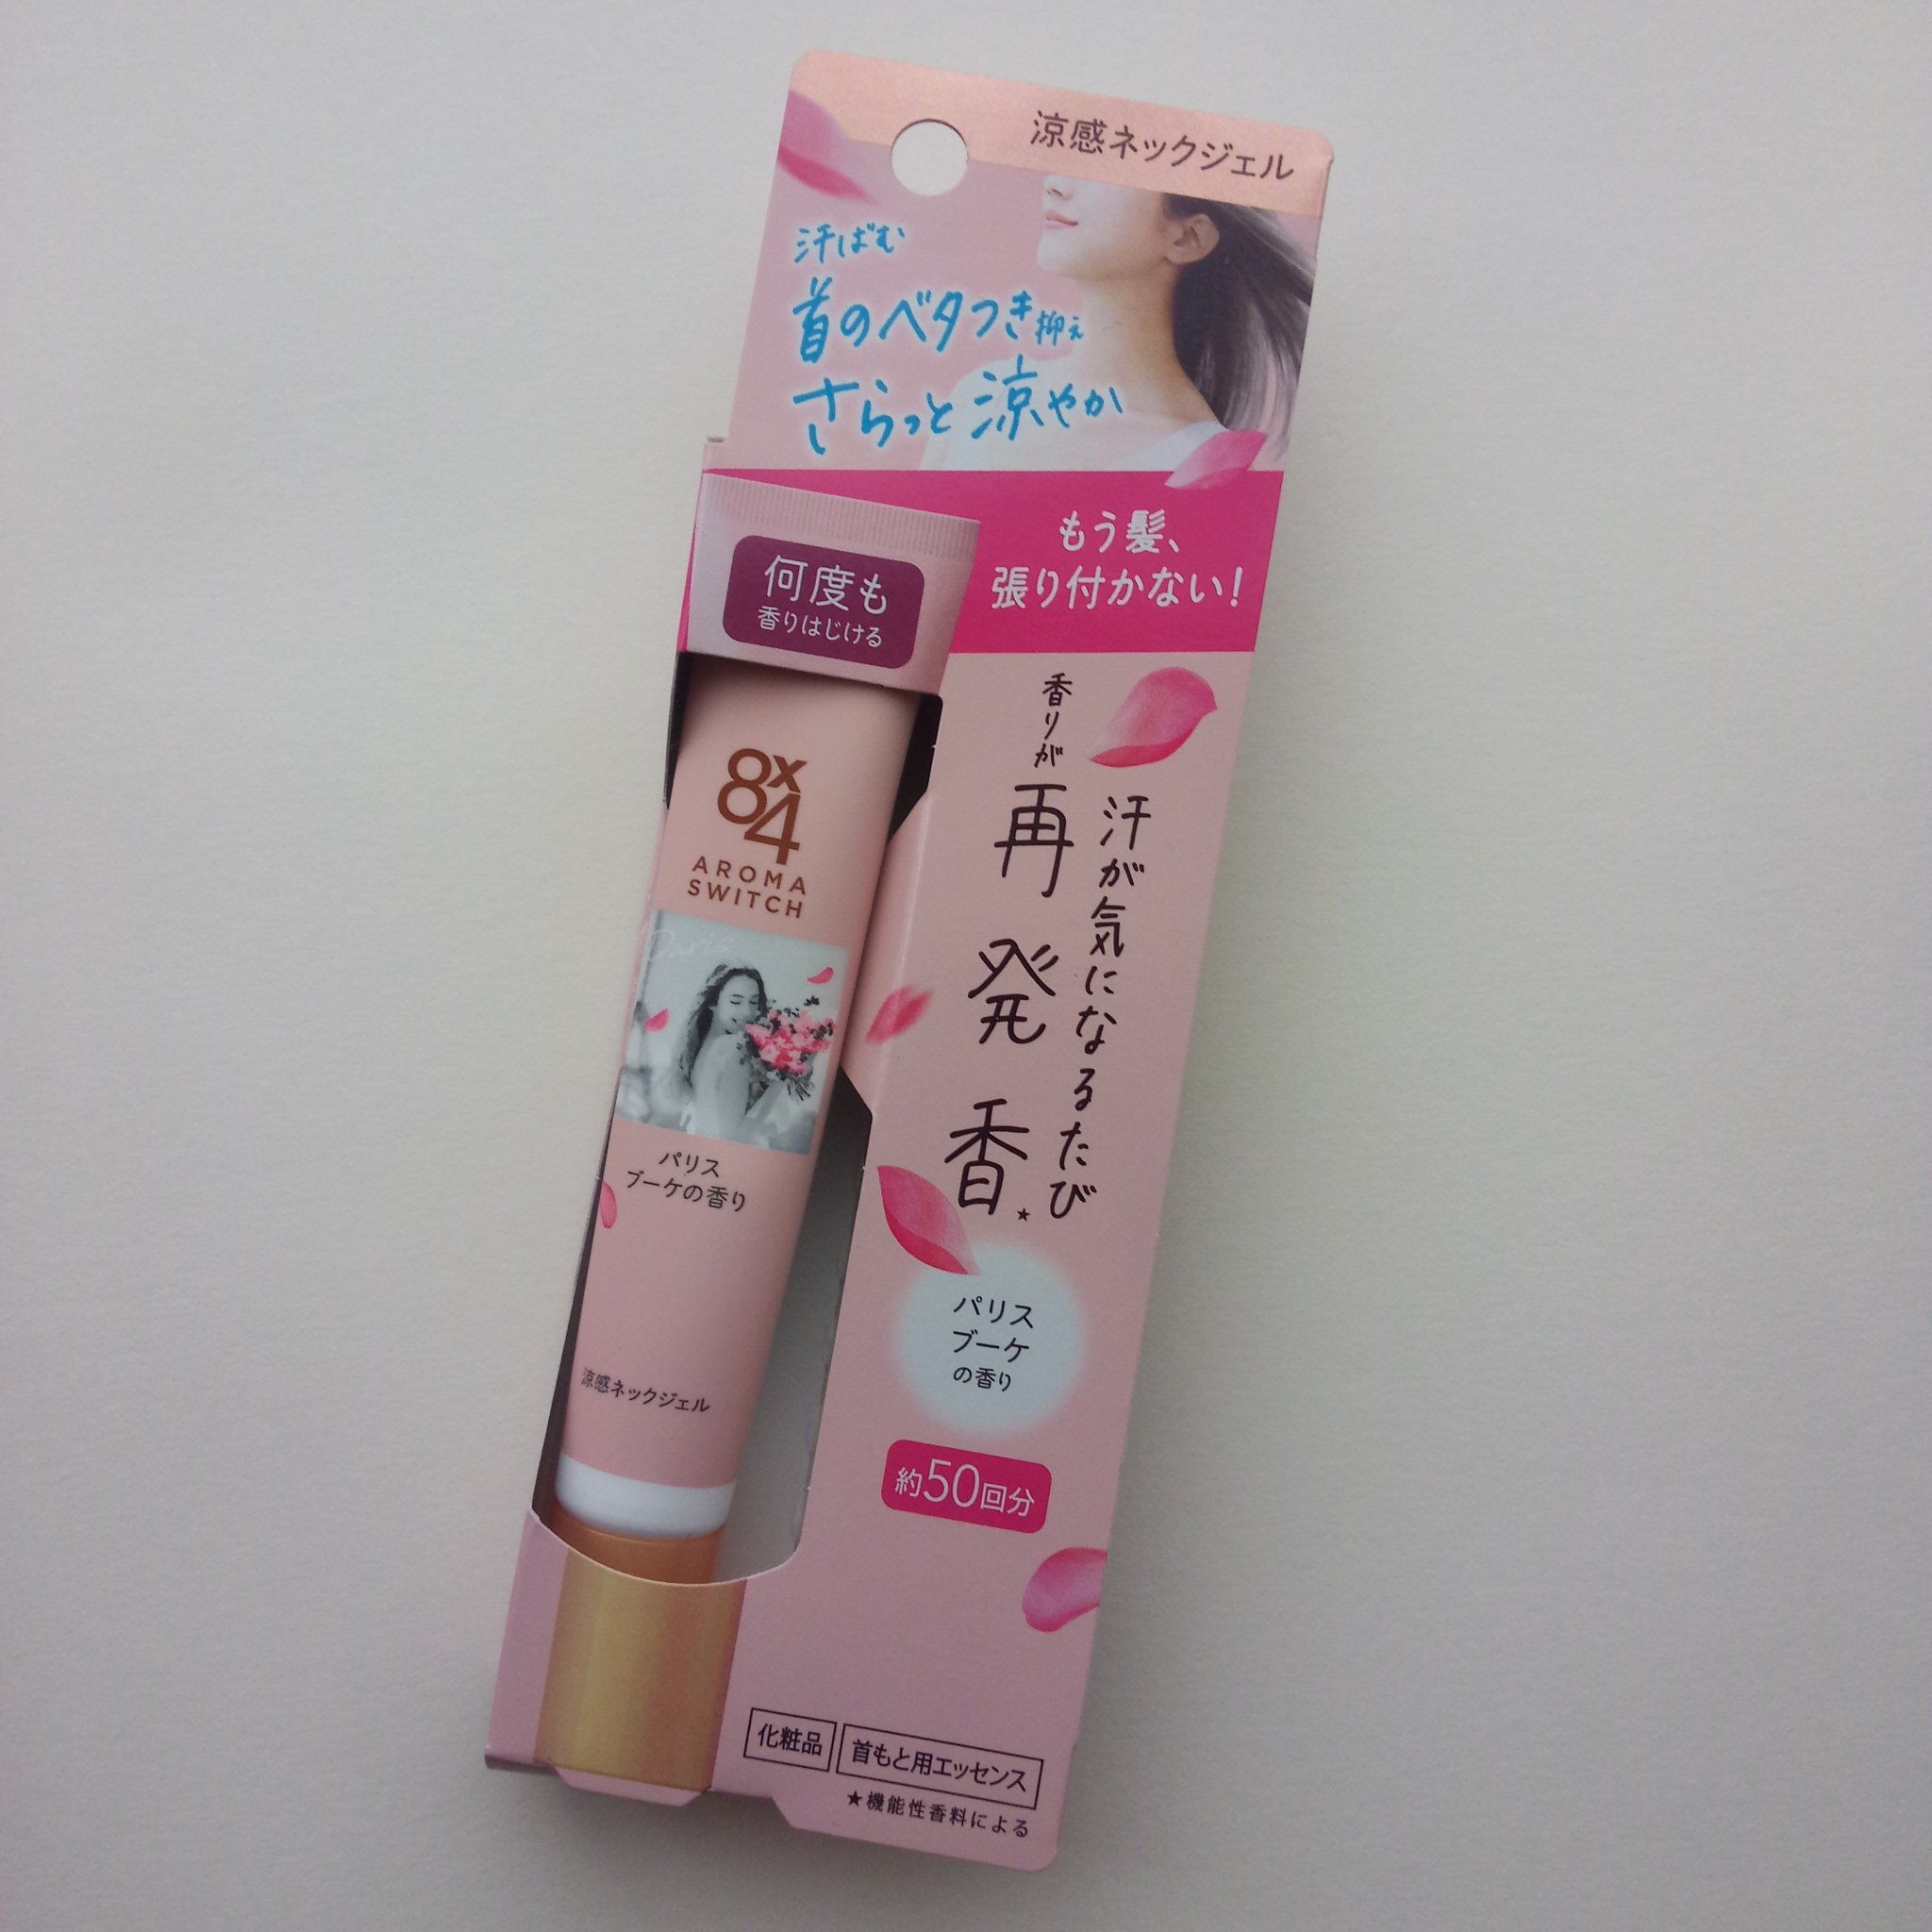 涼感ネックジェル
汗ばむ
首のベタつき抑え
さらっと涼やか
もう髪、
張り付かない!
何度も
香りはじける
8x4
AROMA
SWITCH
Paris
パリス
ブーケの香り
涼感ネックジェル
汗が気になるたび
香りが
再発香★
パリス
ブーケ
の香り
約50回分
化粧品
首もと用エッセンス
★機能性香料による